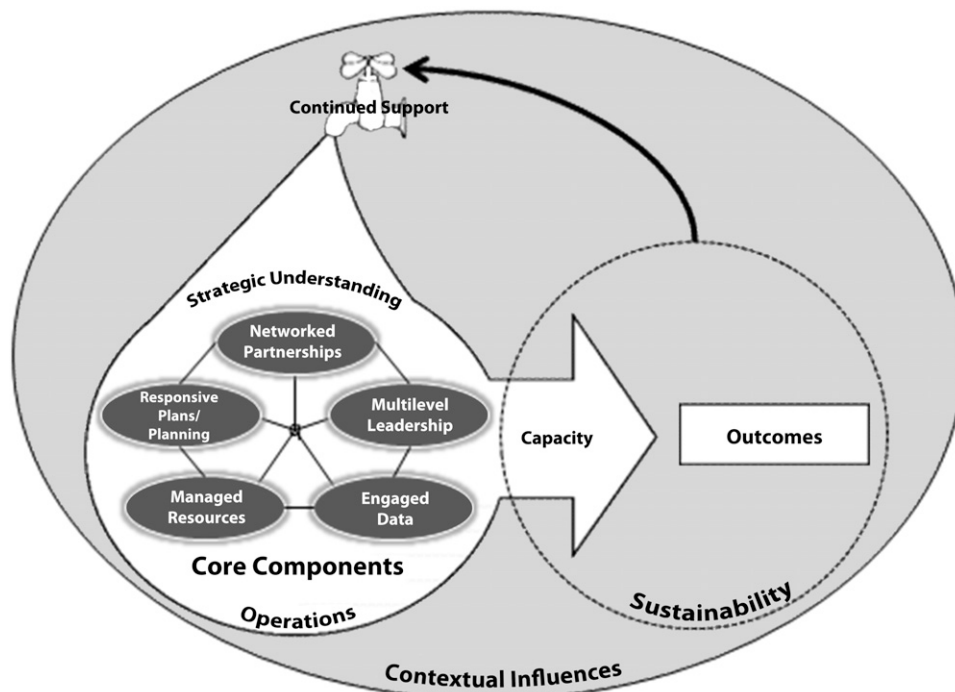 Continued Support
Strategic Understanding
Networked
Partnerships
Responsive
Plans/
Planning
Multilevel
Leadership
Managed
Resources
Engaged
Data
Core Components
Operations
Capacity
Outcomes
Sustainability
Contextual Influences